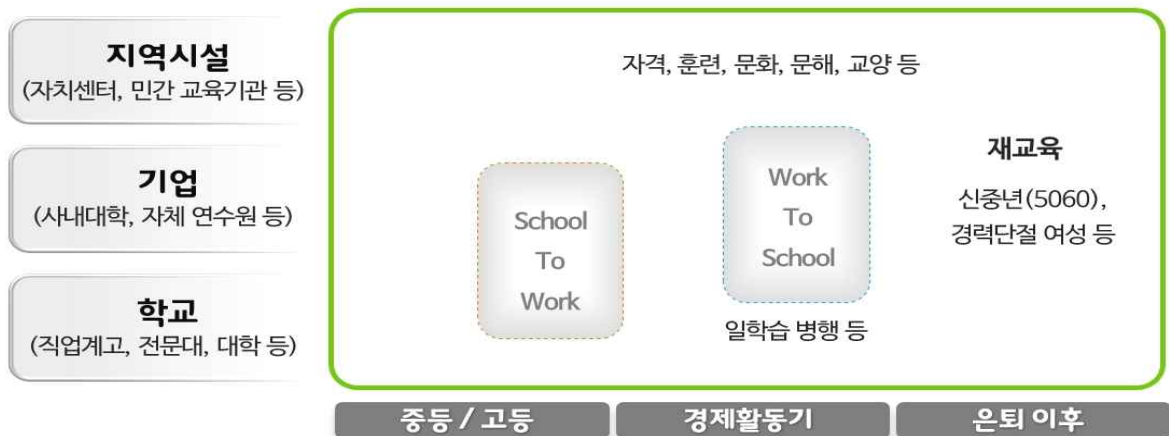 지역시설
(자치센터, 민간 교육기관 등)
기업
(사내대학, 자체 연수원 등)
학교
(직업계고, 전문대, 대학 등)
자격, 훈련, 문화, 문해, 교양 등
School
To
Work
Work
To
School
일학습 병행 등
재교육
신중년(5060),
경력단절 여성 등
중등 / 고등
경제활동기
은퇴 이후